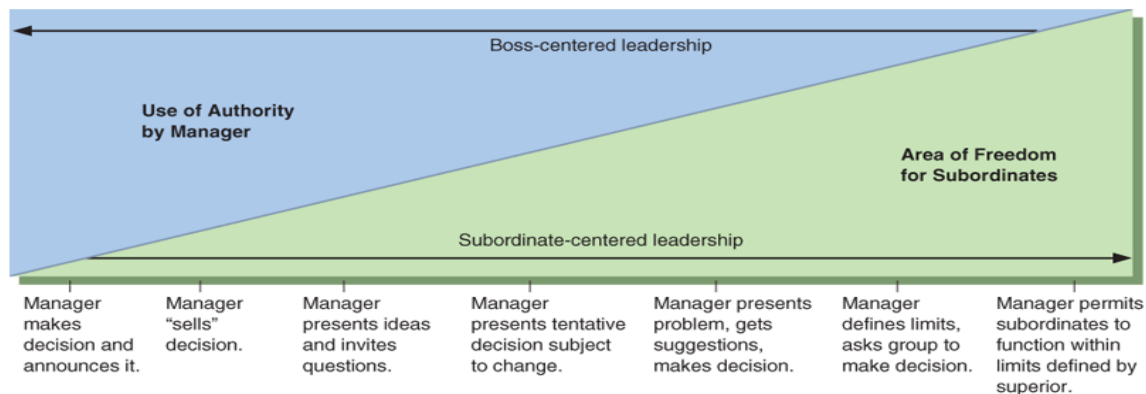 Boss-centered leadership
Use of Authority
by Manager
Area of Freedom
for Subordinates
Subordinate-centered leadership
Manager
makes
decision and
announces it.
Manager
“sells”
decision.
Manager
presents ideas
and invites
questions.
Manager
presents tentative
decision subject
to change.
Manager presents
problem, gets
suggestions,
makes decision.
Manager
defines limits,
asks group to
make decision.
Manager permits
subordinates to
function within
limits defined by
superior.